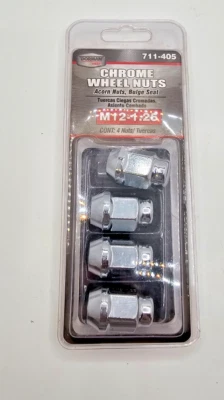 DORMAN
711-405
CHROME
WHEEL NUTS
Acorn Nuts, Bulge Seat
Tuercas Ciegas Cromadas,
Asiento Combado
M12-1.25
CONT: 4 Nuts/ Tuercas